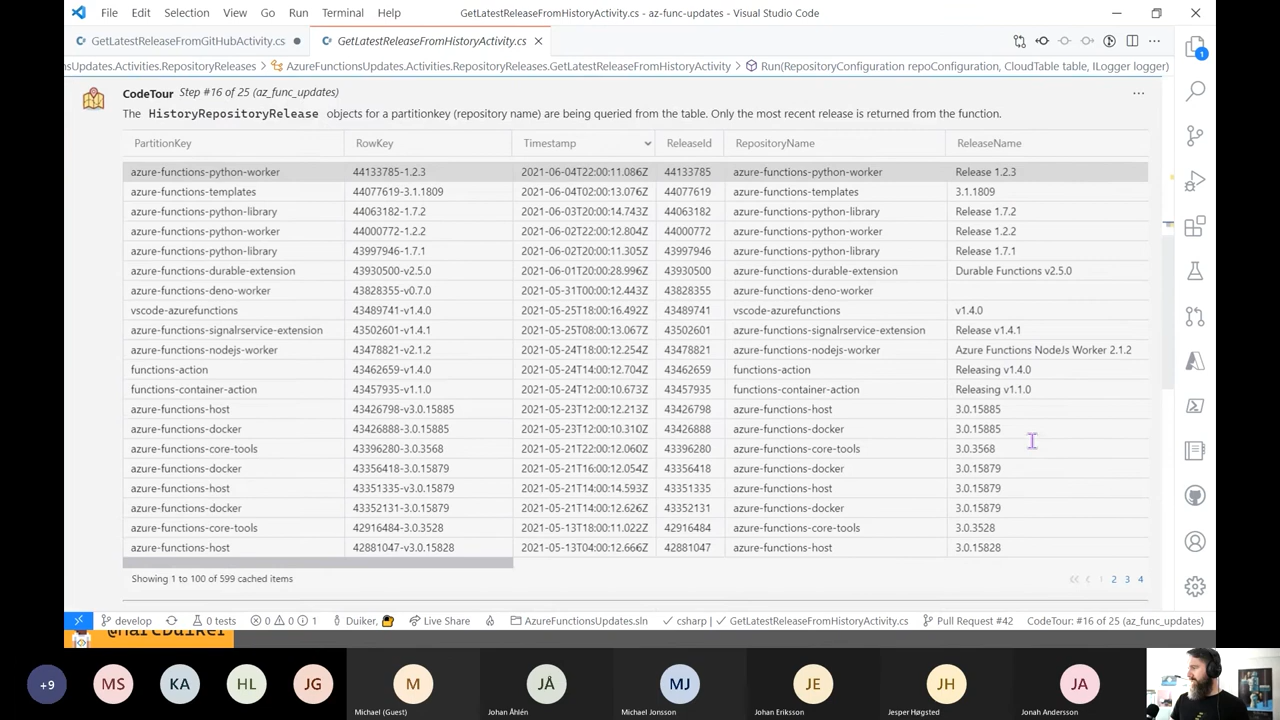 File Edit Selection View Go Run Terminal Help GetLatestReleaseFromHistoryActivity.cs - az-func-updates - Visual Studio Code
GetLatestReleaseFromGitHubActivity.cs GetLatestReleaseFromHistoryActivity.cs
nsUpdates.Activities.RepositoryReleases > AzureFunctionsUpdates.Activities.RepositoryReleases.GetLatestReleaseFromHistoryActivity > Run(RepositoryConfiguration repoConfiguration, CloudTable table, ILogger logger)
CodeTour Step #16 of 25 (az_func_updates)
The HistoryRepositoryRelease objects for a partitionkey (repository name) are being queried from the table. Only the most recent release is returned from the function.
PartitionKey RowKey Timestamp ReleaseId RepositoryName ReleaseName
azure-functions-python-worker 44133785-1.2.3 2021-06-04T22:00:11.086Z 44133785 azure-functions-python-worker Release 1.2.3
azure-functions-templates 44077619-3.1.1809 2021-06-04T02:00:13.076Z 44077619 azure-functions-templates 3.1.1809
azure-functions-python-library 44063182-1.7.2 2021-06-03T20:00:14.743Z 44063182 azure-functions-python-library Release 1.7.2
azure-functions-python-worker 44000772-1.2.2 2021-06-02T22:00:12.804Z 44000772 azure-functions-python-worker Release 1.2.2
azure-functions-python-library 43997946-1.7.1 2021-06-02T20:00:11.305Z 43997946 azure-functions-python-library Release 1.7.1
azure-functions-durable-extension 43930500-v2.5.0 2021-06-01T20:00:28.996Z 43930500 azure-functions-durable-extension Durable Functions v2.5.0
azure-functions-deno-worker 43828355-v0.7.0 2021-05-31T00:00:12.443Z 43828355 azure-functions-deno-worker
vscode-azurefunctions 43489741-v1.4.0 2021-05-25T18:00:16.492Z 43489741 vscode-azurefunctions v1.4.0
azure-functions-signalrservice-extension 43502601-v1.4.1 2021-05-25T08:00:13.067Z 43502601 azure-functions-signalrservice-extension Release v1.4.1
azure-functions-nodejs-worker 43478821-v2.1.2 2021-05-24T18:00:12.254Z 43478821 azure-functions-nodejs-worker Azure Functions NodeJs Worker 2.1.2
functions-action 43462659-v1.4.0 2021-05-24T14:00:12.704Z 43462659 functions-action Releasing v1.4.0
functions-container-action 43457935-v1.1.0 2021-05-24T12:00:10.673Z 43457935 functions-container-action Releasing v1.1.0
azure-functions-host 43426798-v3.0.15885 2021-05-23T12:00:12.213Z 43426798 azure-functions-host 3.0.15885
azure-functions-docker 43426888-3.0.15885 2021-05-23T12:00:10.310Z 43426888 azure-functions-docker 3.0.15885
azure-functions-core-tools 43396280-3.0.3568 2021-05-21T22:00:12.060Z 43396280 azure-functions-core-tools 3.0.3568
azure-functions-docker 43356418-3.0.15879 2021-05-21T16:00:12.054Z 43356418 azure-functions-docker 3.0.15879
azure-functions-host 43351335-v3.0.15879 2021-05-21T14:00:14.593Z 43351335 azure-functions-host 3.0.15879
azure-functions-docker 43352131-3.0.15879 2021-05-21T14:00:12.626Z 43352131 azure-functions-docker 3.0.15879
azure-functions-core-tools 42916484-3.0.3528 2021-05-13T18:00:11.022Z 42916484 azure-functions-core-tools 3.0.3528
azure-functions-host 42881047-v3.0.15828 2021-05-13T04:00:12.666Z 42881047 azure-functions-host 3.0.15828
Showing 1 to 100 of 599 cached items « ‹ 1 2 3 4
develop 0 tests 0 0 1 Duiker, Live Share AzureFunctionsUpdates.sln csharp | GetLatestReleaseFromHistoryActivity.cs Pull Request #42 CodeTour: #16 of 25 (az_func_updates)
@MarcDuiker
+9 MS KA HL JG M JÅ MJ JE JH JA
Michael (Guest) Johan Åhlén Michael Jonsson Johan Eriksson Jesper Høgsted Jonah Andersson